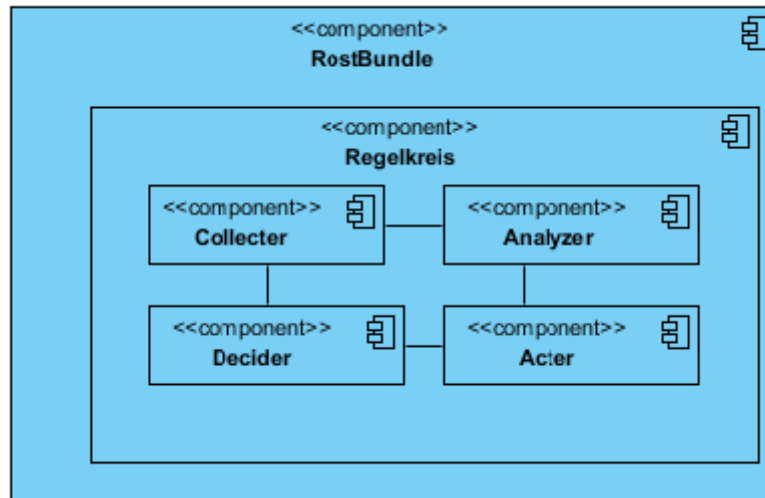 <<component>>
RostBundle
<<component>>
Regelkreis
<<component>>
Collecter
<<component>>
Analyzer
<<component>>
Decider
<<component>>
Acter